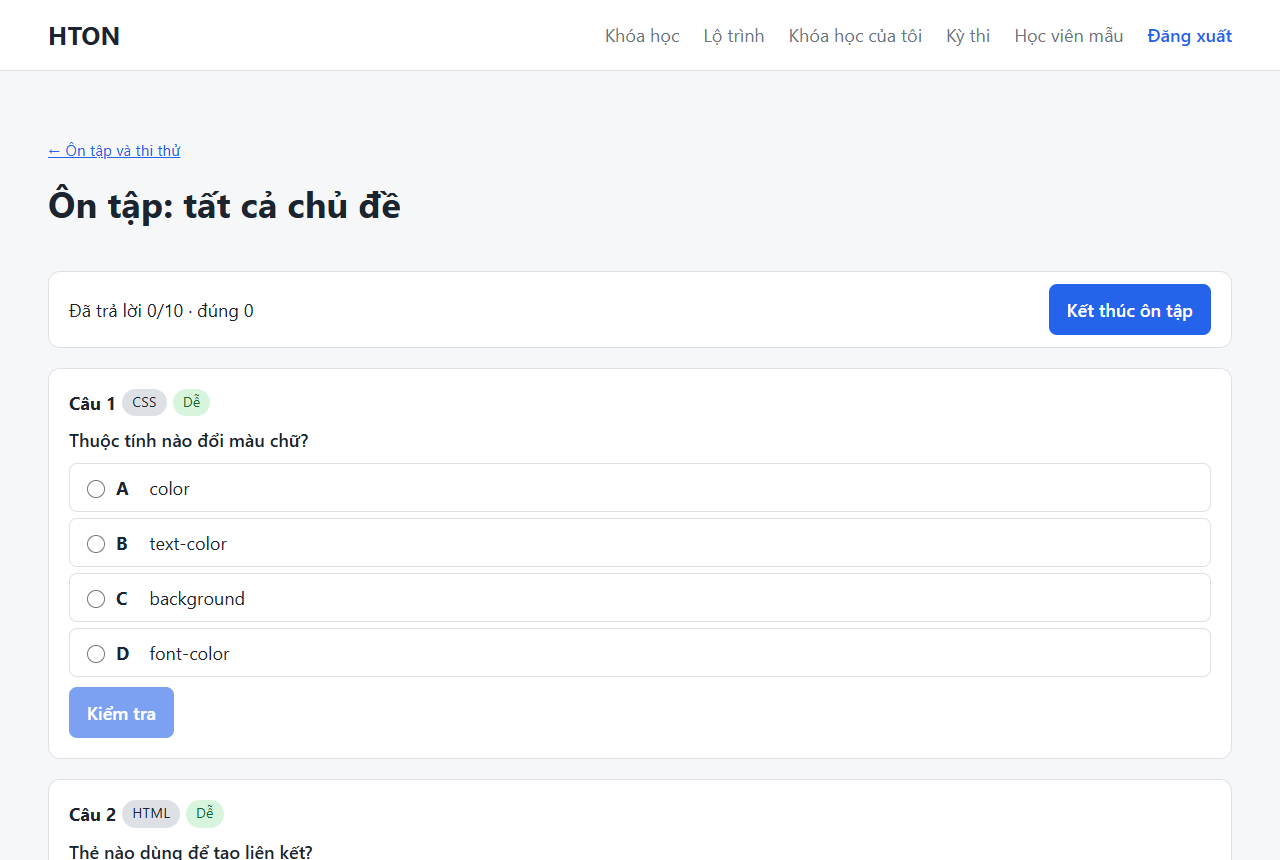 HTON
Khóa học
Lộ trình
Khóa học của tôi
Kỳ thi
Học viên mẫu
Đăng xuất
← Ôn tập và thi thử
Ôn tập: tất cả chủ đề
Đã trả lời 0/10 · đúng 0
Kết thúc ôn tập
Câu 1 CSS Dễ
Thuộc tính nào đổi màu chữ?
A color
B text-color
C background
D font-color
Kiểm tra
Câu 2 HTML Dễ
Thẻ nào dùng để tạo liên kết?